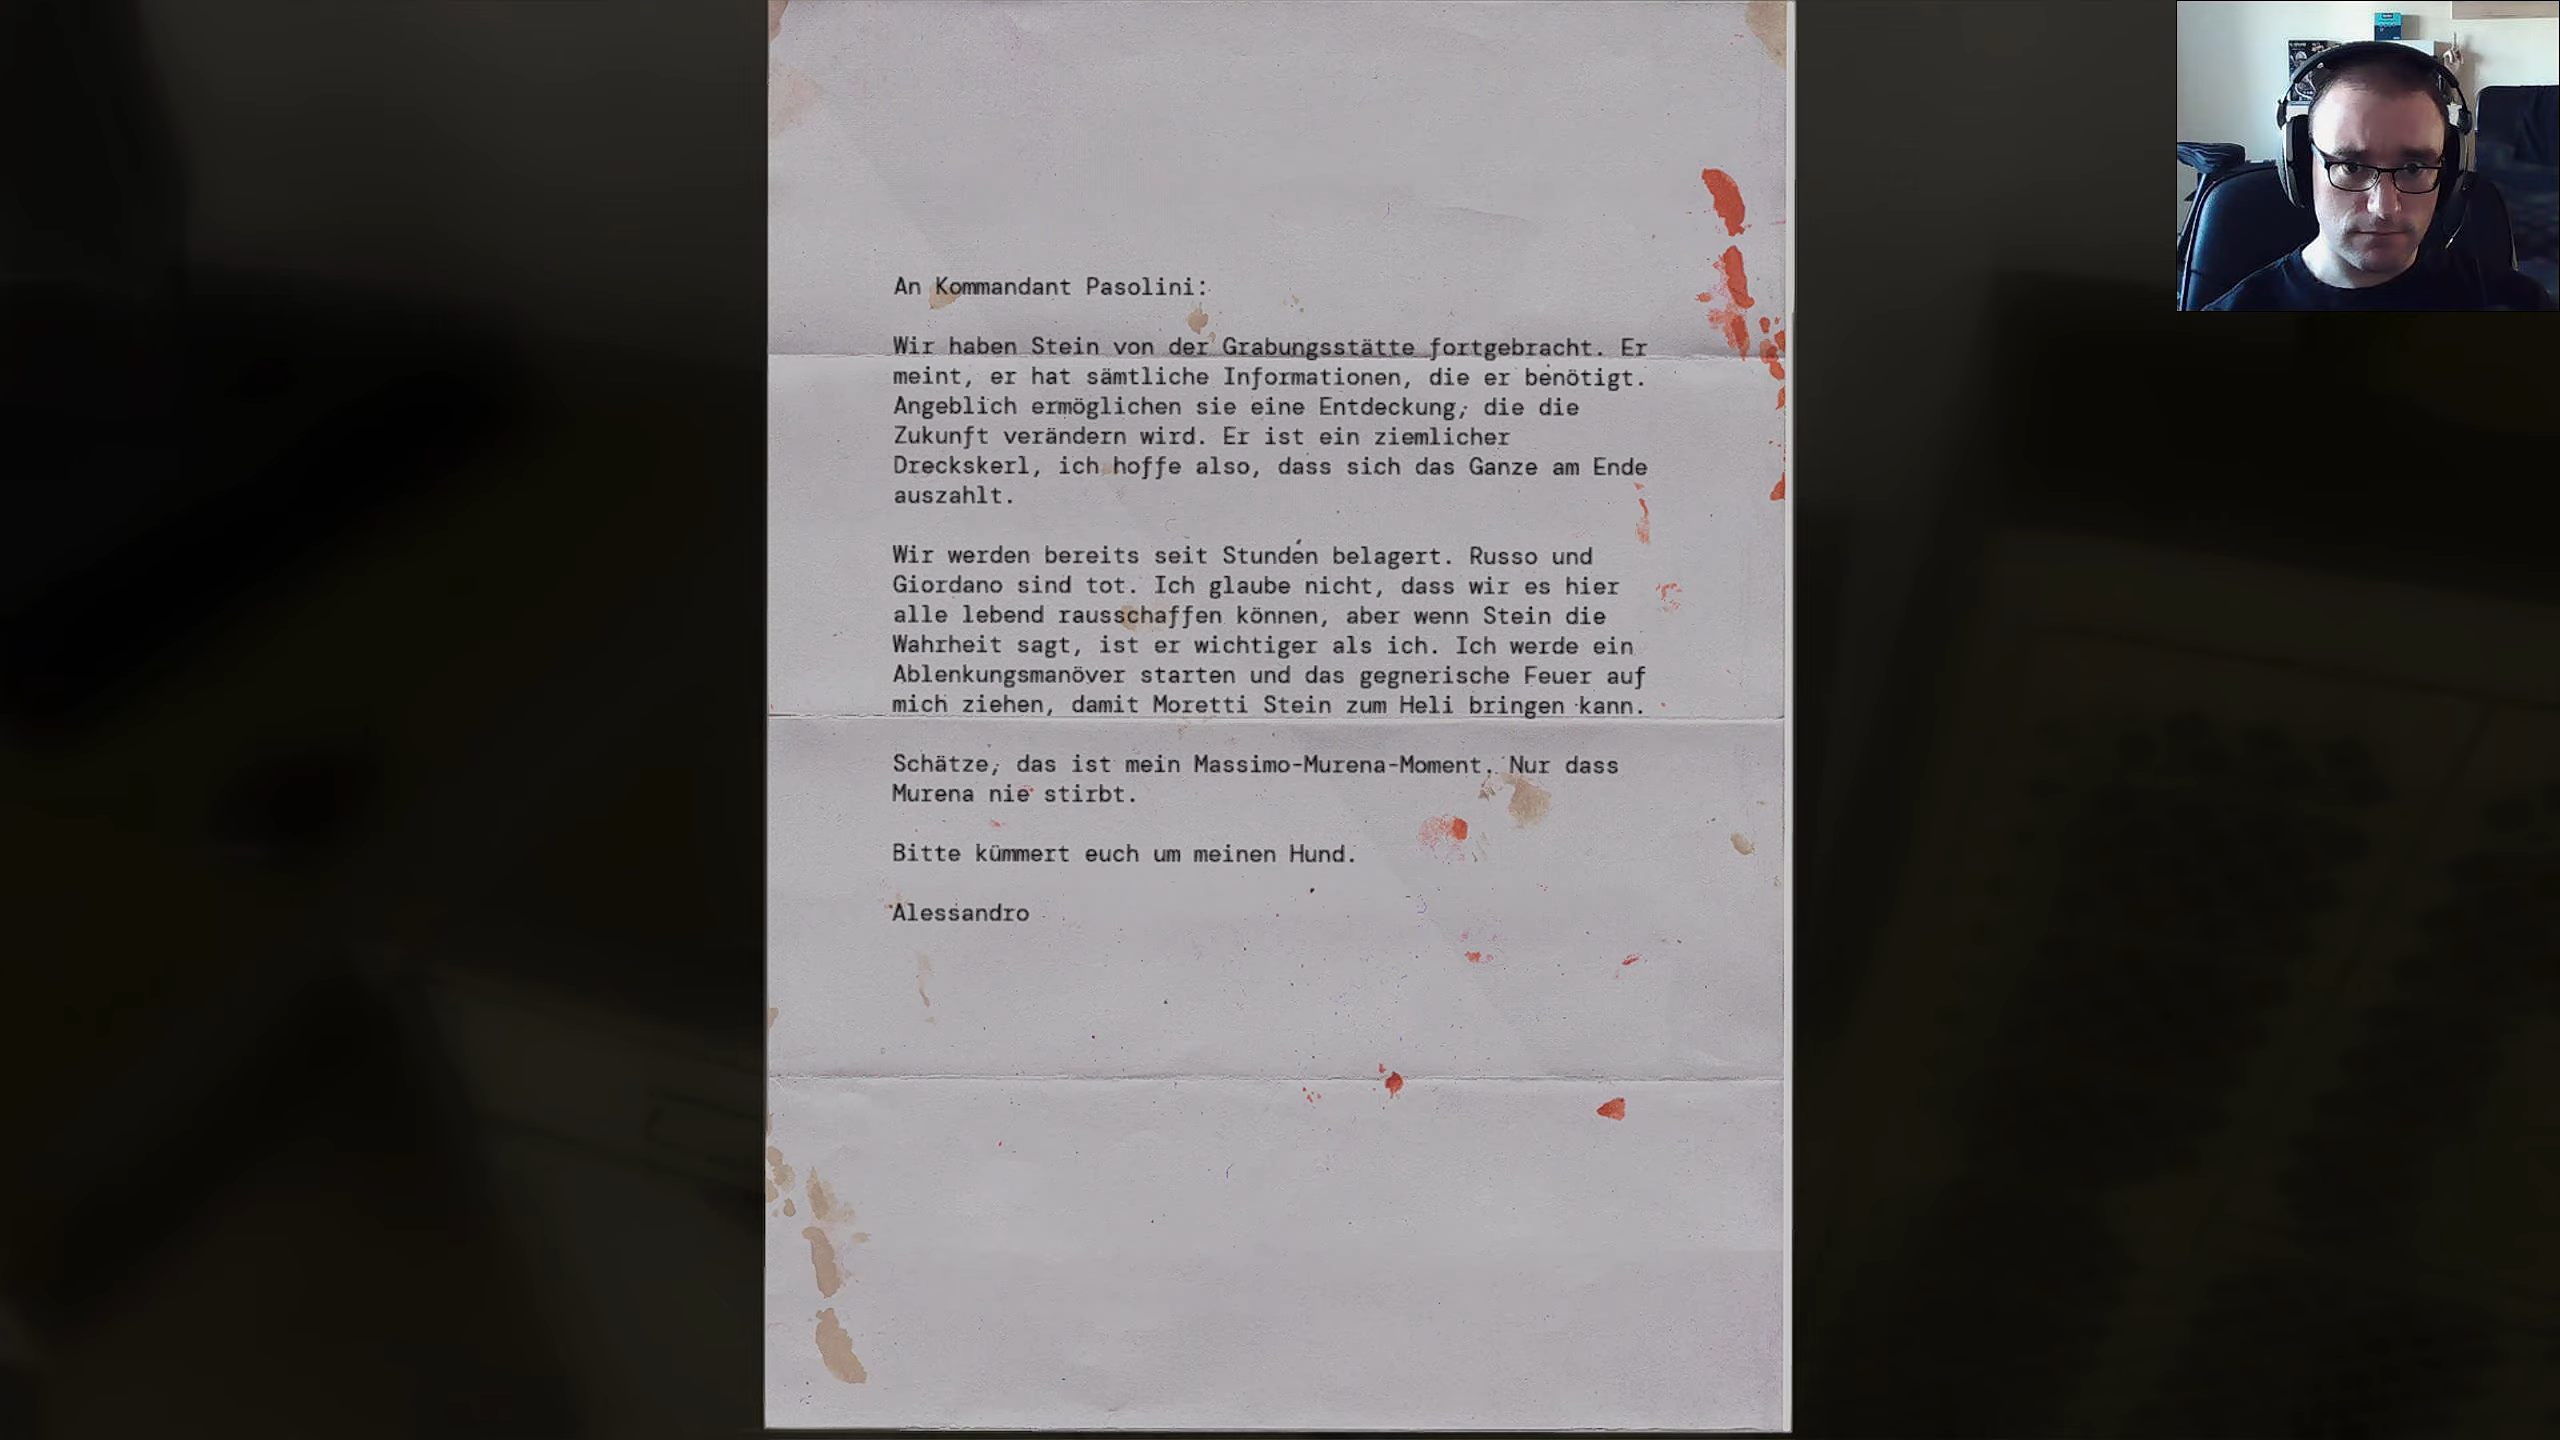 An Kommandant Pasolini:
Wir haben Stein von der Grabungsstätte fortgebracht. Er
meint, er hat sämtliche Informationen, die er benötigt.
Angeblich ermöglichen sie eine Entdeckung, die die
Zukunft verändern wird. Er ist ein ziemlicher
Dreckskerl, ich hoffe also, dass sich das Ganze am Ende
auszahlt.
Wir werden bereits seit Stunden belagert. Russo und
Giordano sind tot. Ich glaube nicht, dass wir es hier
alle lebend rausschaffen können, aber wenn Stein die
Wahrheit sagt, ist er wichtiger als ich. Ich werde ein
Ablenkungsmanöver starten und das gegnerische Feuer auf
mich ziehen, damit Moretti Stein zum Heli bringen kann.
Schätze, das ist mein Massimo-Murena-Moment. Nur dass
Murena nie stirbt.
Bitte kümmert euch um meinen Hund.
Alessandro